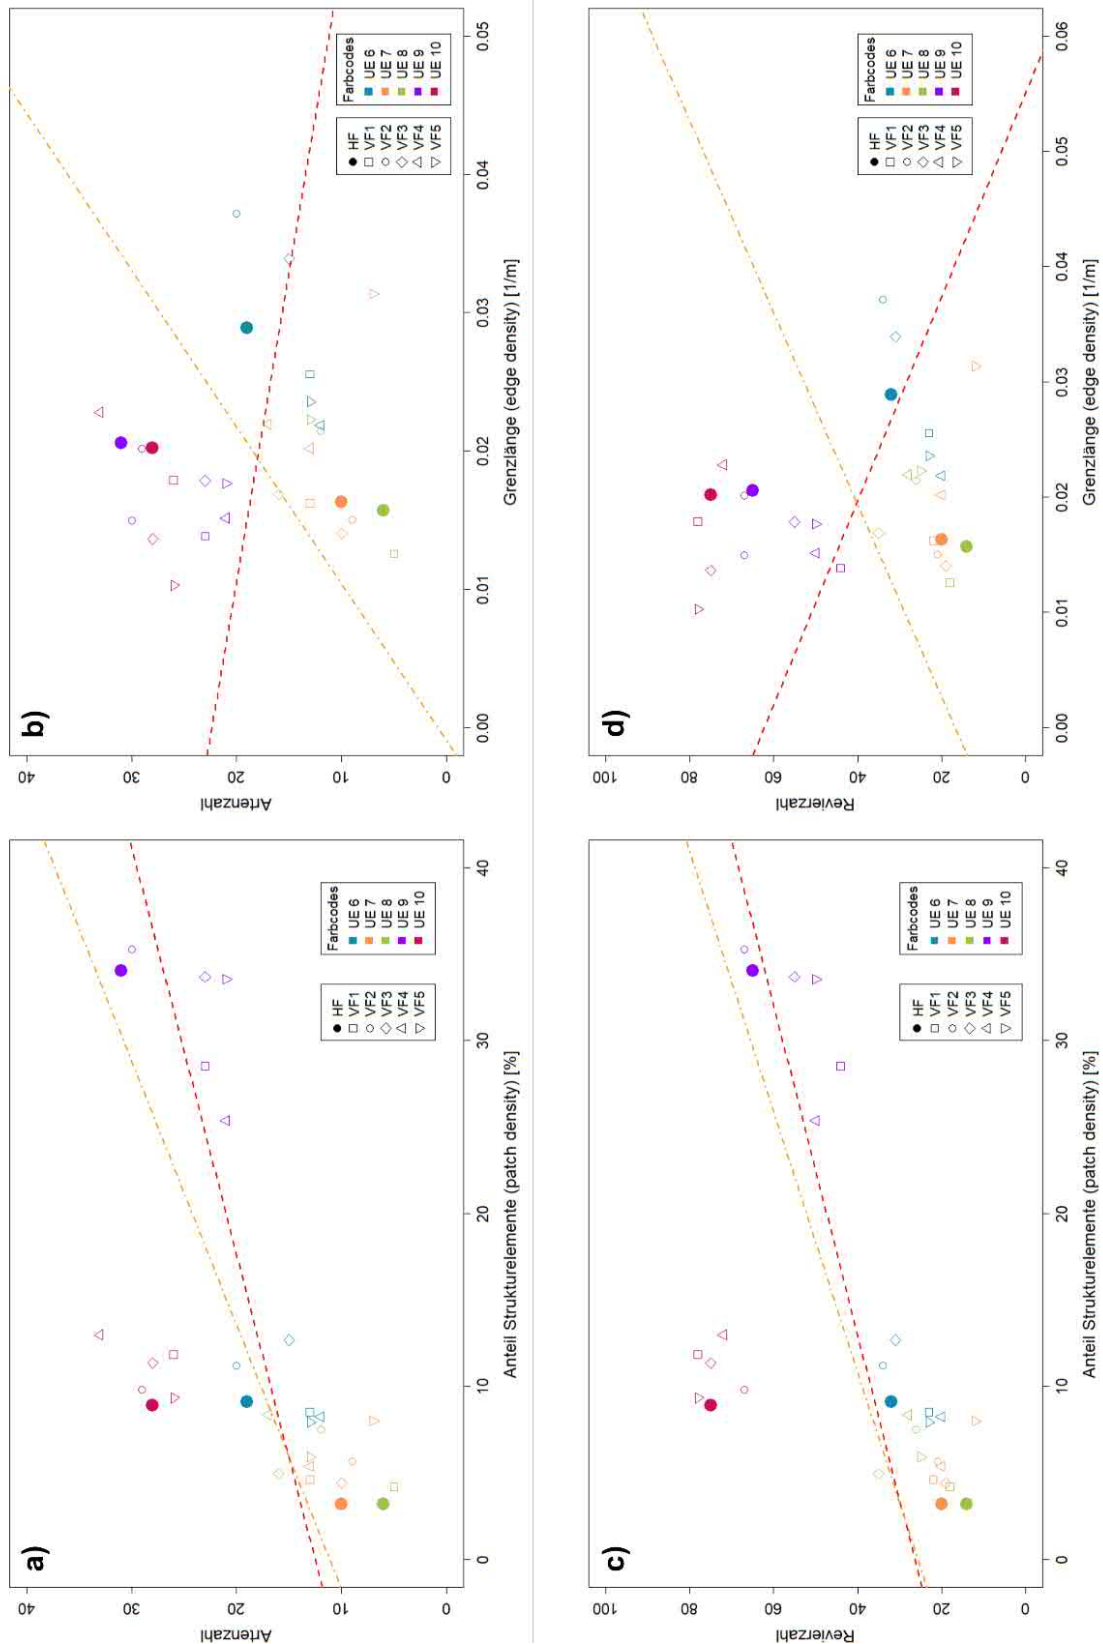 a)
Artenzahl
40
30
20
10
0
0
10
20
30
40
Anteil Strukturelemente (patch density) [%]
HF
VF1
VF2
VF3
VF4
VF5
Farbcodes
UE 6
UE 7
UE 8
UE 9
UE 10
b)
Artenzahl
40
30
20
10
0
0.00
0.01
0.02
0.03
0.04
0.05
Grenzlänge (edge density) [1/m]
HF
VF1
VF2
VF3
VF4
VF5
Farbcodes
UE 6
UE 7
UE 8
UE 9
UE 10
c)
Revierzahl
100
80
60
40
20
0
0
10
20
30
40
Anteil Strukturelemente (patch density) [%]
HF
VF1
VF2
VF3
VF4
VF5
Farbcodes
UE 6
UE 7
UE 8
UE 9
UE 10
d)
Revierzahl
100
80
60
40
20
0
0.00
0.01
0.02
0.03
0.04
0.05
0.06
Grenzlänge (edge density) [1/m]
HF
VF1
VF2
VF3
VF4
VF5
Farbcodes
UE 6
UE 7
UE 8
UE 9
UE 10